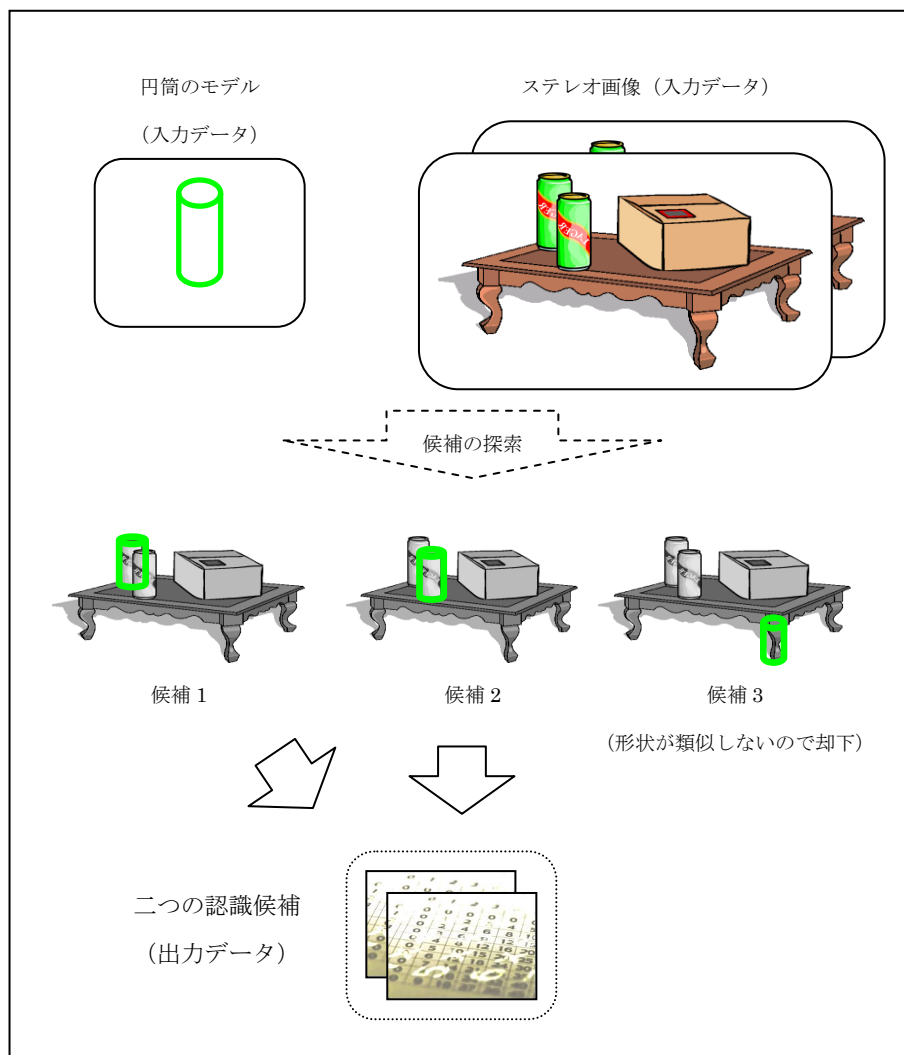 円筒のモデル
（入力データ）
ステレオ画像（入力データ）
候補の探索
候補 1
候補 2
候補 3
（形状が類似しないので却下）
二つの認識候補
（出力データ）